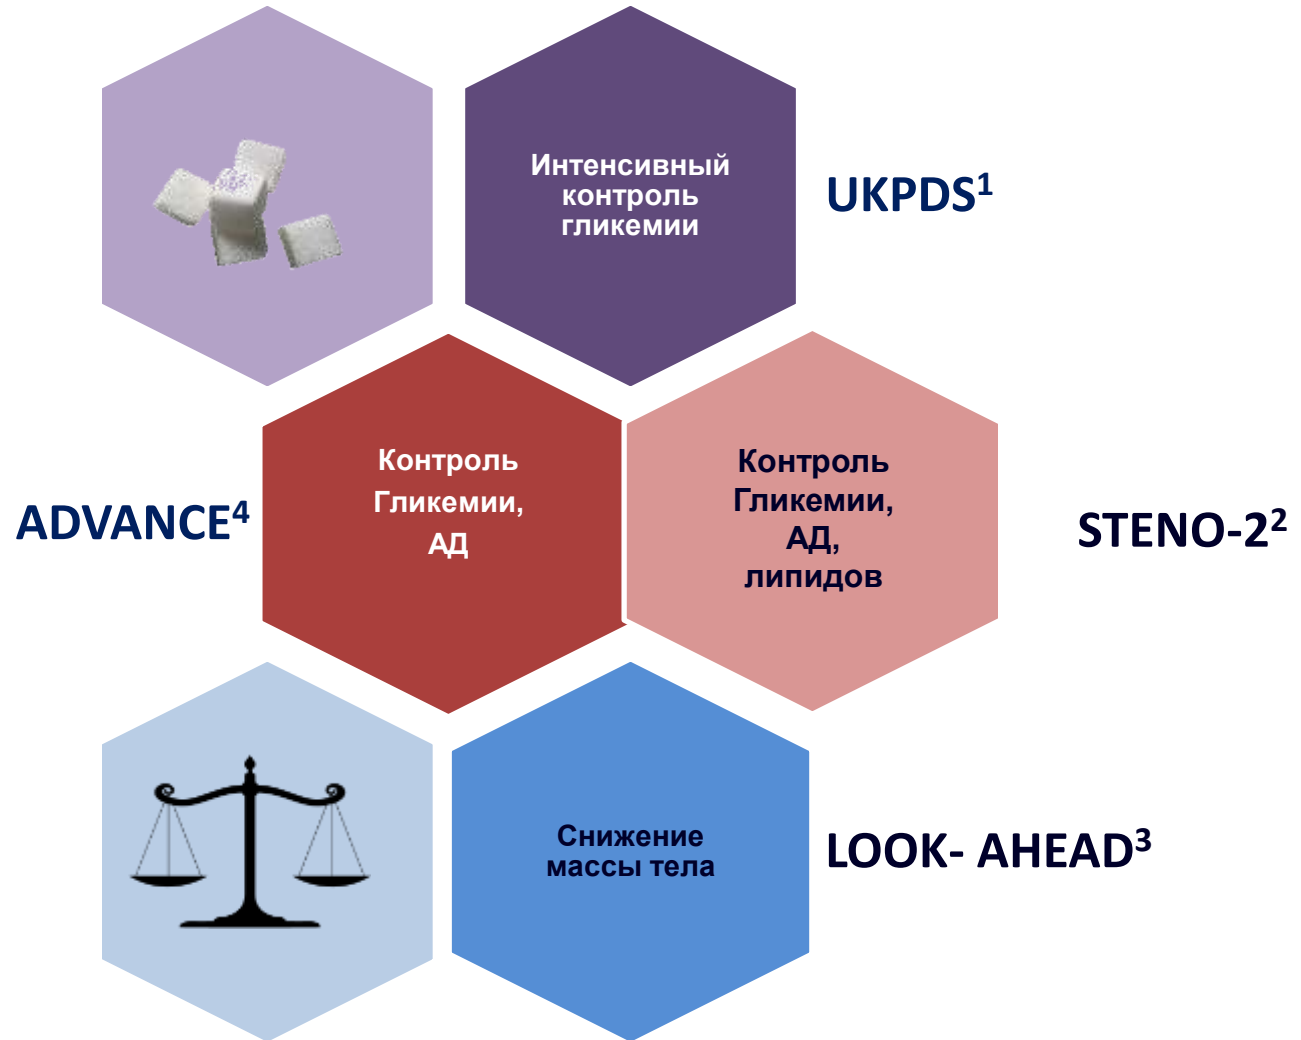 Интенсивный
контроль
гликемии
UKPDS¹
ADVANCE⁴
Контроль
Гликемии,
АД
Контроль
Гликемии,
АД,
липидов
STENO-2²
Снижение
массы тела
LOOK- AHEAD³